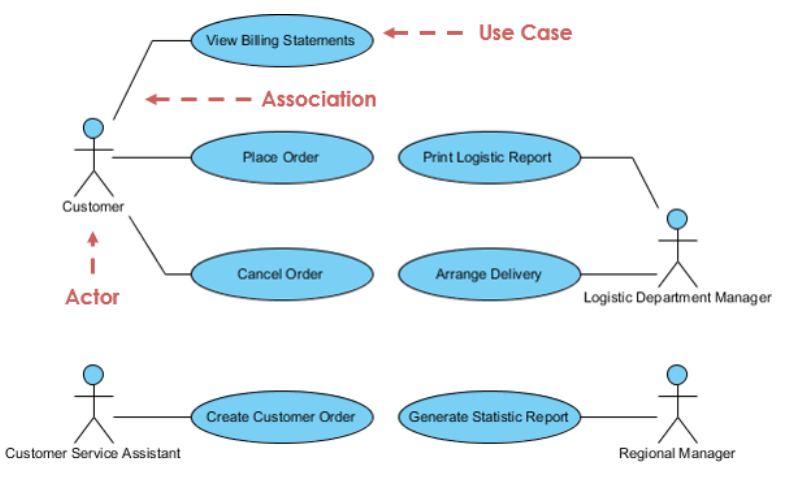 View Billing Statements
Use Case
Association
Place Order
Print Logistic Report
Customer
Cancel Order
Arrange Delivery
Actor
Logistic Department Manager
Create Customer Order
Generate Statistic Report
Customer Service Assistant
Regional Manager